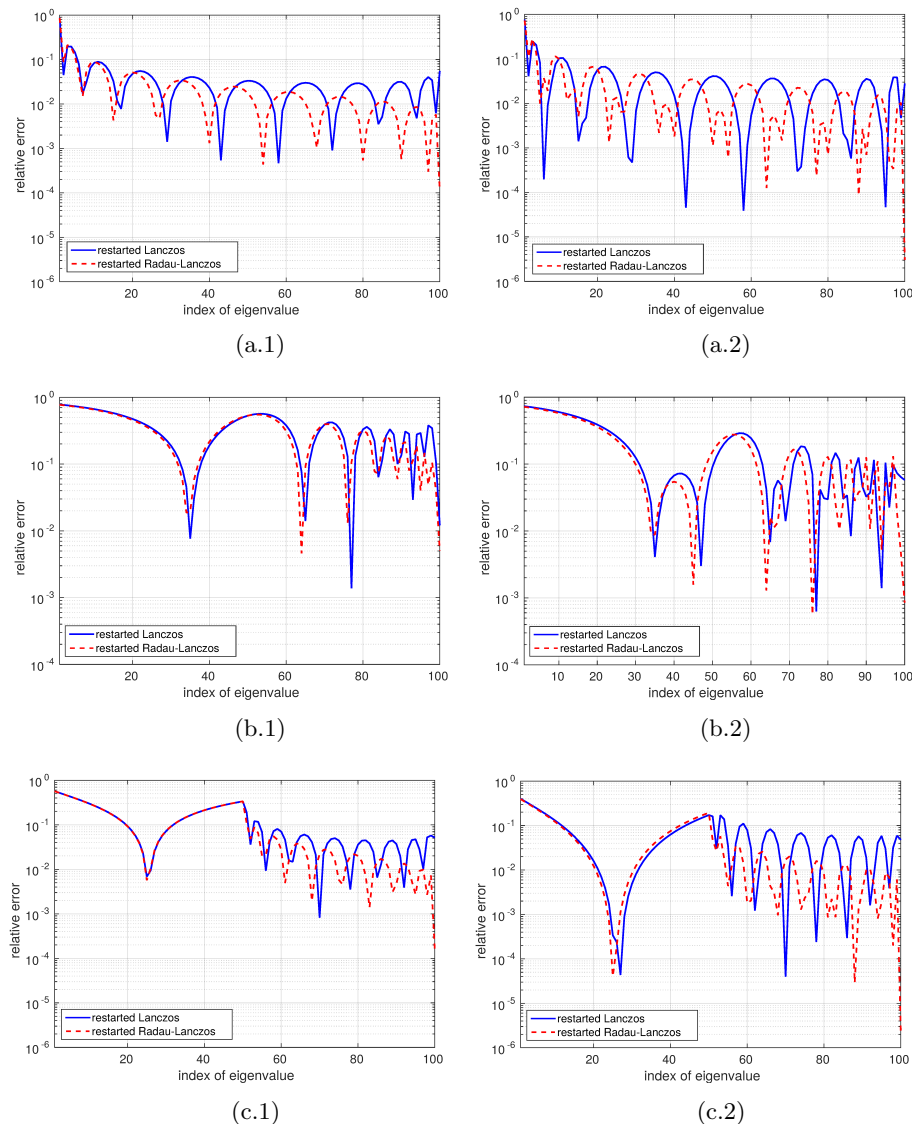 relative error
10^0
10^-1
10^-2
10^-3
10^-4
10^-5
10^-6
restarted Lanczos
restarted Radau-Lanczos
20 40 60 80 100
index of eigenvalue
(a.1)
relative error
10^0
10^-1
10^-2
10^-3
10^-4
10^-5
10^-6
restarted Lanczos
restarted Radau-Lanczos
20 40 60 80 100
index of eigenvalue
(a.2)
relative error
10^0
10^-1
10^-2
10^-3
10^-4
restarted Lanczos
restarted Radau-Lanczos
20 40 60 80 100
index of eigenvalue
(b.1)
relative error
10^0
10^-1
10^-2
10^-3
10^-4
restarted Lanczos
restarted Radau-Lanczos
10 20 30 40 50 60 70 80 90 100
index of eigenvalue
(b.2)
relative error
10^0
10^-1
10^-2
10^-3
10^-4
10^-5
10^-6
restarted Lanczos
restarted Radau-Lanczos
20 40 60 80 100
index of eigenvalue
(c.1)
relative error
10^0
10^-1
10^-2
10^-3
10^-4
10^-5
10^-6
restarted Lanczos
restarted Radau-Lanczos
20 40 60 80 100
index of eigenvalue
(c.2)